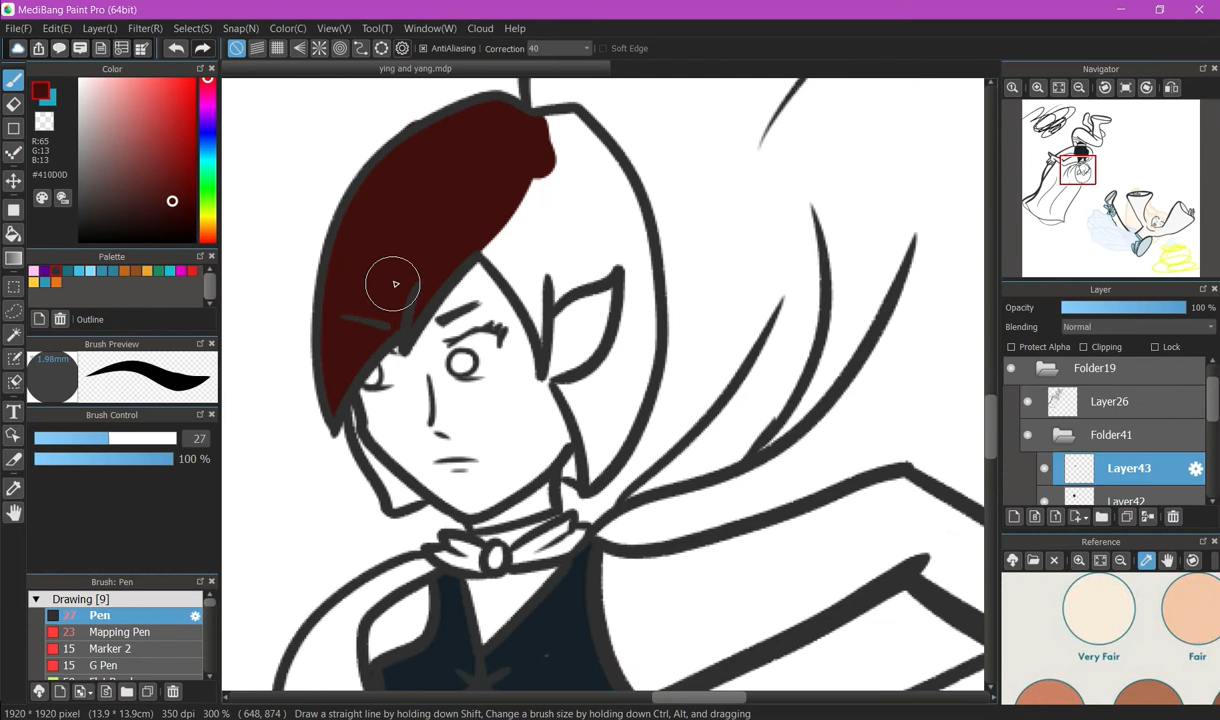 MediBang Paint Pro (64bit)
File(F) Edit(E) Layer(L) Filter(R) Select(S) Snap(N) Color(C) View(V) Tool(T) Window(W) Cloud Help
AntiAliasing Correction 40 Soft Edge
Color
ying and yang.mdp
Navigator
R:65
G:13
B:13
#410D0D
Palette
Outline
Brush Preview
1.98mm
Brush Control
27
100 %
Layer
Opacity 100 %
Blending Normal
Protect Alpha Clipping Lock
Folder19
Layer26
Folder41
Layer43
Layer42
Reference
Very Fair Fair
Brush: Pen
Drawing [9]
27 Pen
23 Mapping Pen
15 Marker 2
15 G Pen
1920 * 1920 pixel (13.9 * 13.9cm) 350 dpi 300 % ( 648, 874 ) Draw a straight line by holding down Shift, Change a brush size by holding down Ctrl, Alt, and dragging